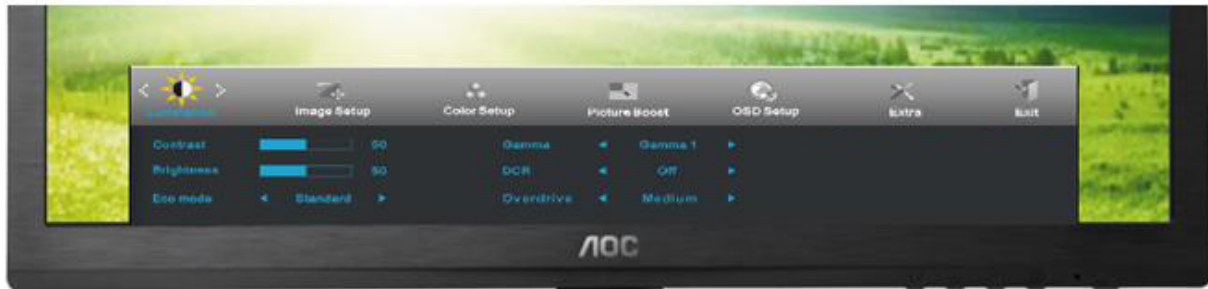 Luminance
Image Setup
Color Setup
Picture Boost
OSD Setup
Extra
Exit
Contrast 50 Gamma Gamma 1
Brightness 50 DCR Off
Eco mode Standard Overdrive Medium
AOC